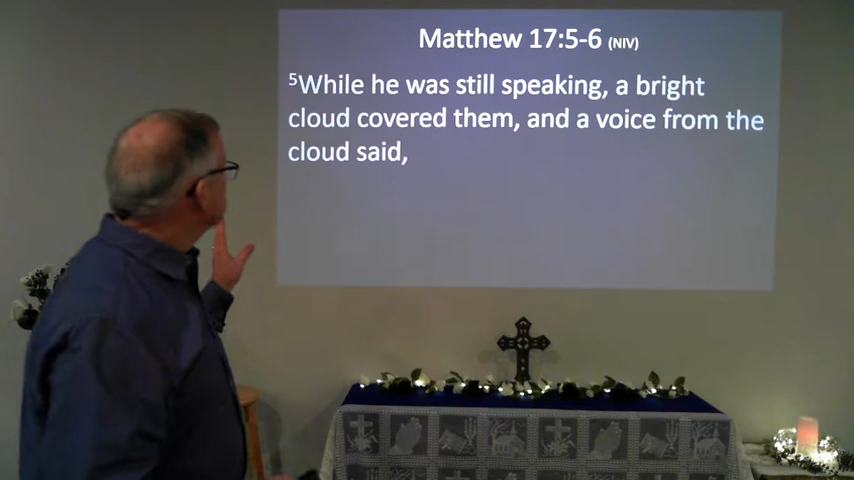 Matthew 17:5-6 (NIV)
5While he was still speaking, a bright
cloud covered them, and a voice from the
cloud said,